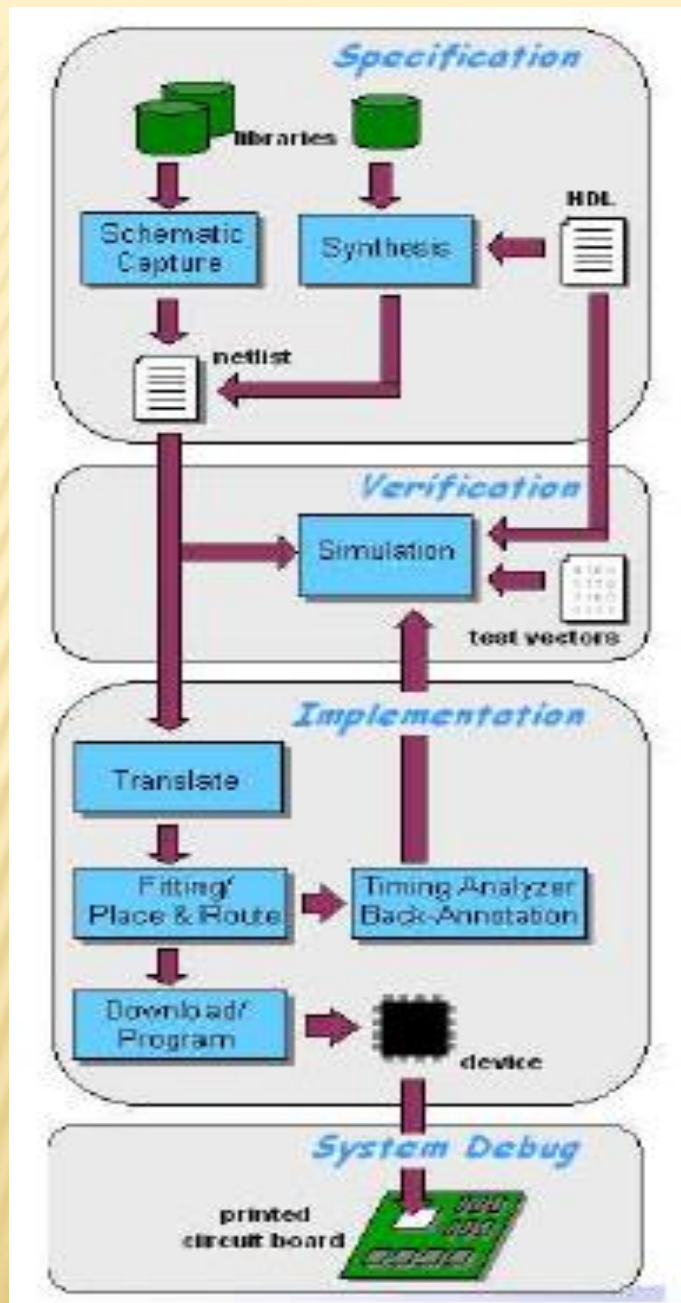 Specification
libraries
HDL
Schematic
Capture
Synthesis
netlist
Verification
Simulation
test vectors
Implementation
Translate
Fitting/
Place & Route
Timing Analyzer
Back-Annotation
Download/
Program
device
System Debug
printed
circuit board